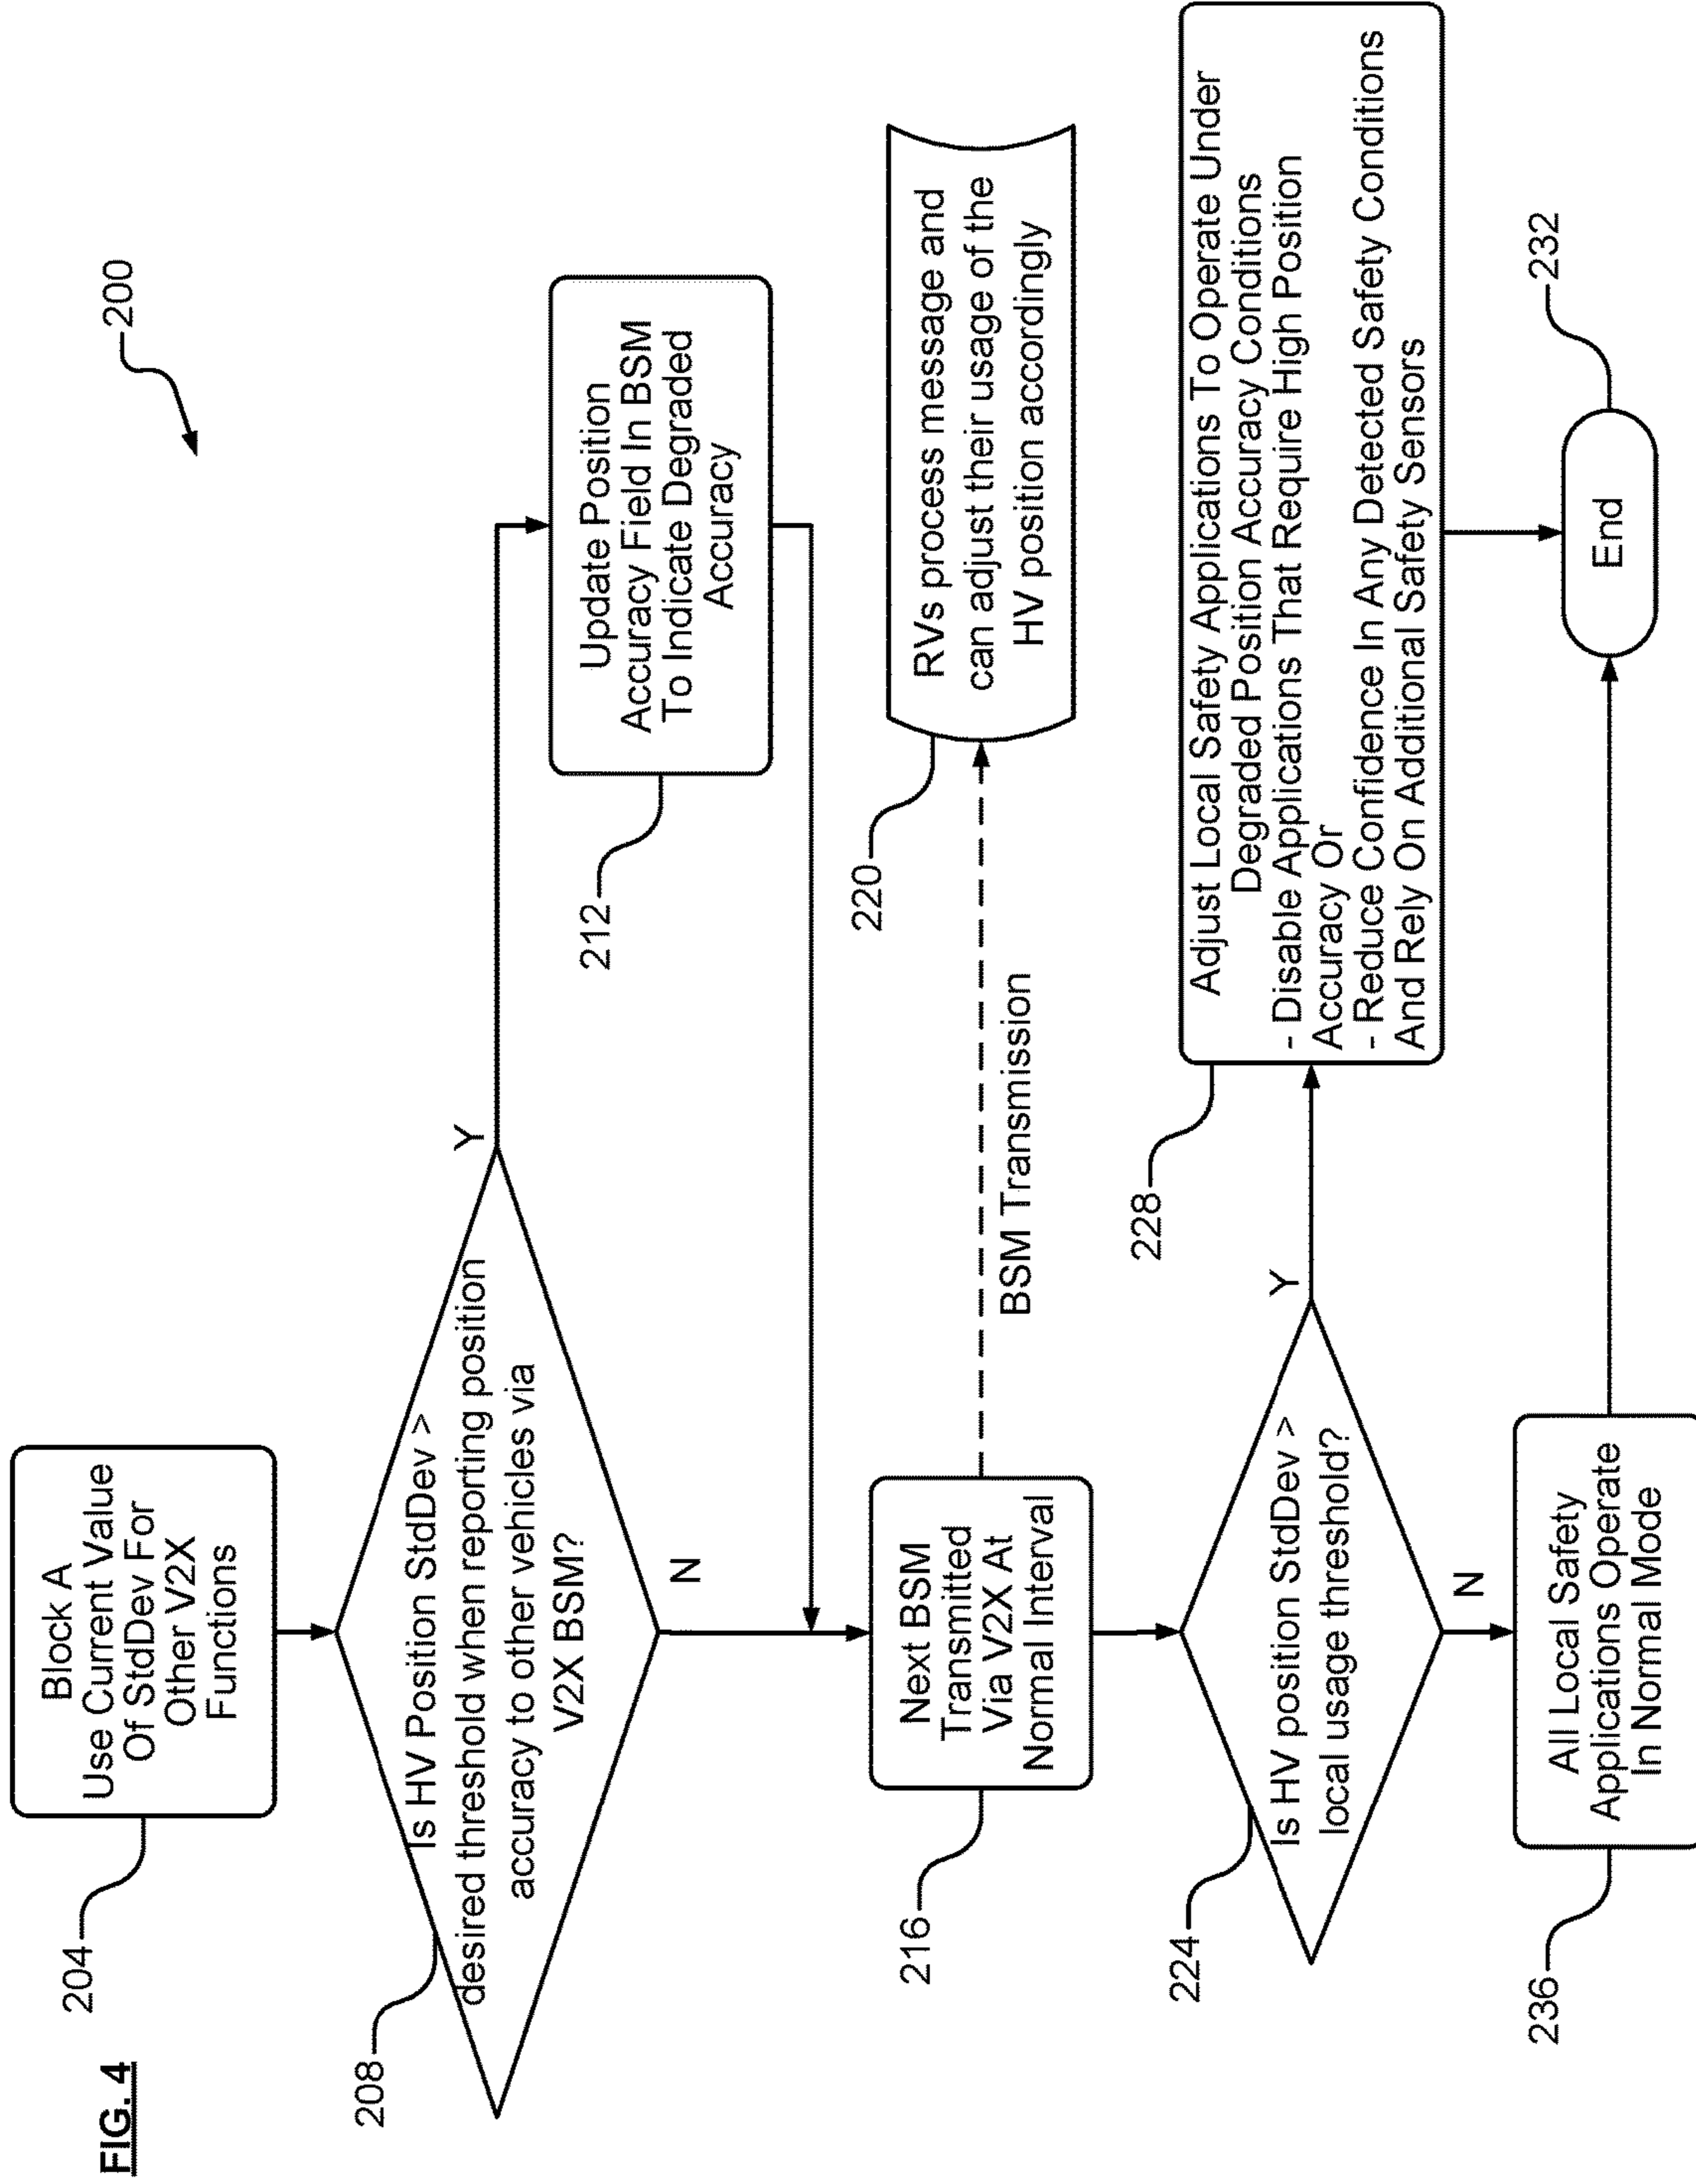 FIG. 4
200
204
Block A
Use Current Value
Of StdDev For
Other V2X
Functions
208
Is HV Position StdDev >
desired threshold when reporting position
accuracy to other vehicles via
V2X BSM?
Y
N
212
Update Position
Accuracy Field In BSM
To Indicate Degraded
Accuracy
216
Next BSM
Transmitted
Via V2X At
Normal Interval
BSM Transmission
220
RVs process message and
can adjust their usage of the
HV position accordingly
224
Is HV position StdDev >
local usage threshold?
Y
N
228
Adjust Local Safety Applications To Operate Under
Degraded Position Accuracy Conditions
- Disable Applications That Require High Position
Accuracy Or
- Reduce Confidence In Any Detected Safety Conditions
And Rely On Additional Safety Sensors
236
All Local Safety
Applications Operate
In Normal Mode
232
End